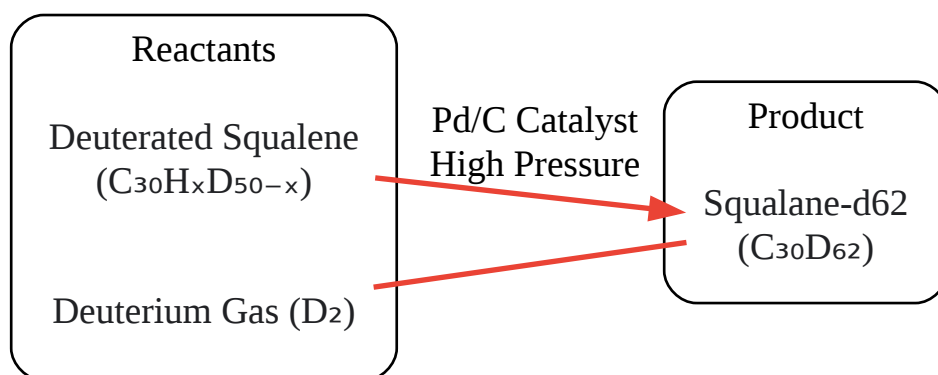 Reactants
Deuterated Squalene
(C₃₀HₓD₅₀₋ₓ)
Deuterium Gas (D₂)
Pd/C Catalyst
High Pressure
Product
Squalane-d62
(C₃₀D₆₂)